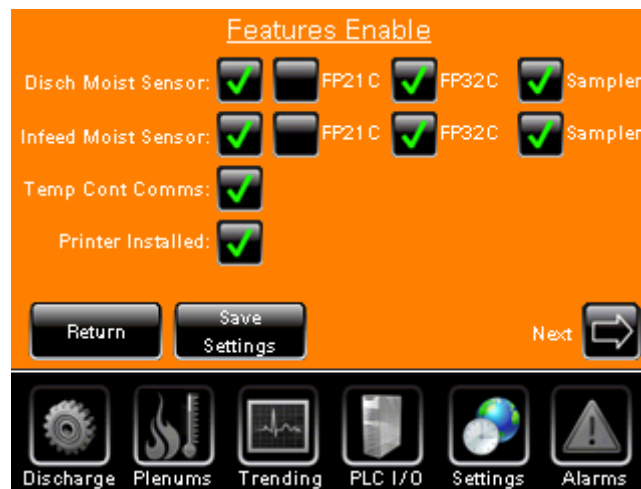 Features Enable
Disch Moist Sensor: FP21C FP32C Sampler
Infeed Moist Sensor: FP21C FP32C Sampler
Temp Cont Comms:
Printer Installed:
Return Save Settings Next
Discharge Plenums Trending PLC I/O Settings Alarms